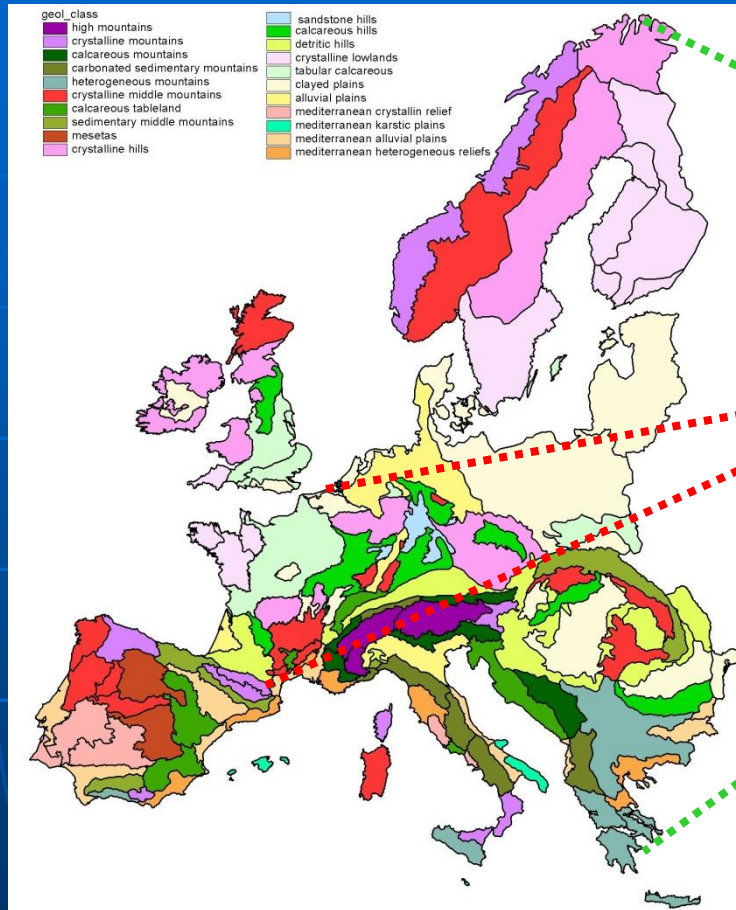 geol_class
high mountains
crystalline mountains
calcareous mountains
carbonated sedimentary mountains
heterogeneous mountains
crystalline middle mountains
calcareous tableland
sedimentary middle mountains
mesetas
crystalline hills
sandstone hills
calcareous hills
detritic hills
crystalline lowlands
tabular calcareous
clayed plains
alluvial plains
mediterranean crystallin relief
mediterranean karstic plains
mediterranean alluvial plains
mediterranean heterogeneous reliefs